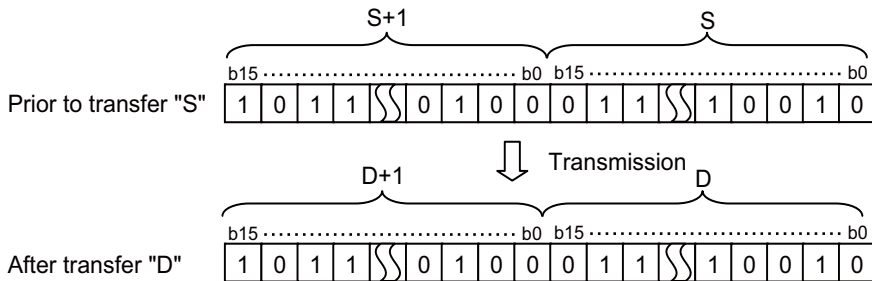 S+1 S
b15 ................................ b0 b15 ................................ b0
Prior to transfer "S" 1 0 1 1 0 1 0 0 0 1 1 1 0 0 1 0
Transmission
D+1 D
b15 ................................ b0 b15 ................................ b0
After transfer "D" 1 0 1 1 0 1 0 0 0 1 1 1 0 0 1 0